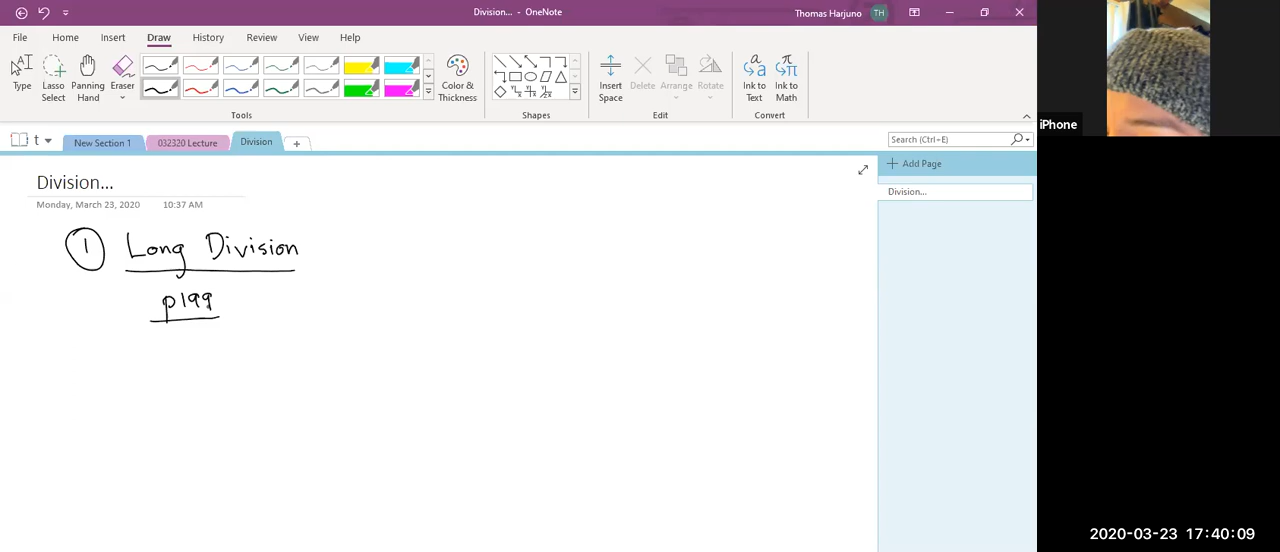 Division... - OneNote
Thomas Harjuno TH
File Home Insert Draw History Review View Help
Type
Lasso Select
Panning Hand
Eraser
Color & Thickness
Insert Space
Delete
Arrange
Rotate
Ink to Text
Ink to Math
Tools
Shapes
Edit
Convert
iPhone
t
New Section 1
032320 Lecture
Division
Search (Ctrl+E)
Add Page
Division...
Division...
Monday, March 23, 2020 10:37 AM
1 Long Division
p199
2020-03-23 17:40:09